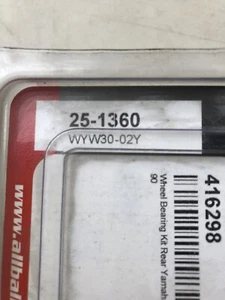 25-1360
WYW30-02Y
416298
Wheel Bearing Kit Rear Yamah
90
www.allbal